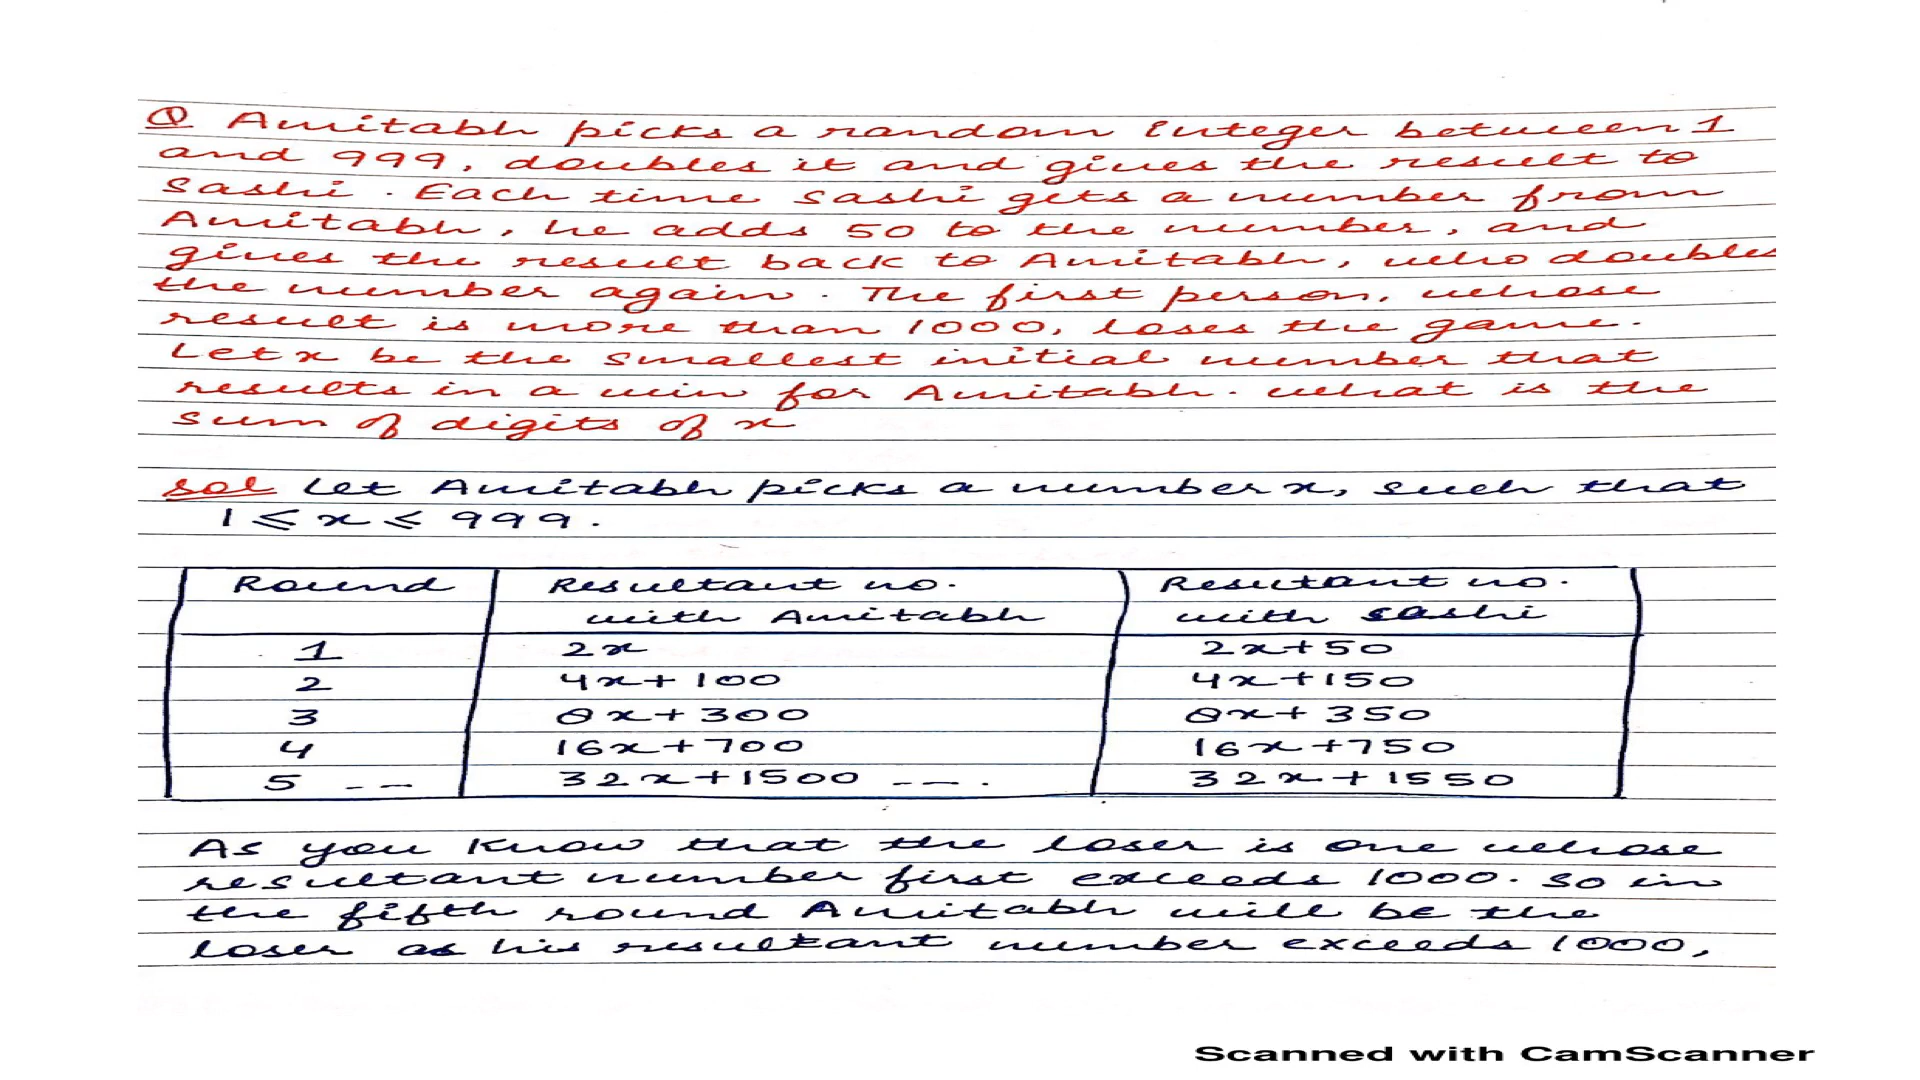 Q Amitabh picks a random integer between 1
and 999, doubles it and gives the result to
Sashi. Each time Sashi gets a number from
Amitabh, he adds 50 to the number, and
gives the result back to Amitabh, who doubles
the number again. The first person, whose
result is more than 1000, loses the game.
Let x be the smallest initial number that
results in a win for Amitabh. What is the
sum of digits of x
Sol Let Amitabh picks a number x, such that
1 ≤ x ≤ 999.
Round Resultant no. with Amitabh Resultant no. with Sashi
1 2x 2x+50
2 4x+100 4x+150
3 8x+300 8x+350
4 16x+700 16x+750
5 -- 32x+1500 --. 32x+1550
As you know that the loser is one whose
resultant number first exceeds 1000. So in
the fifth round Amitabh will be the
loser as his resultant number exceeds 1000,
Scanned with CamScanner